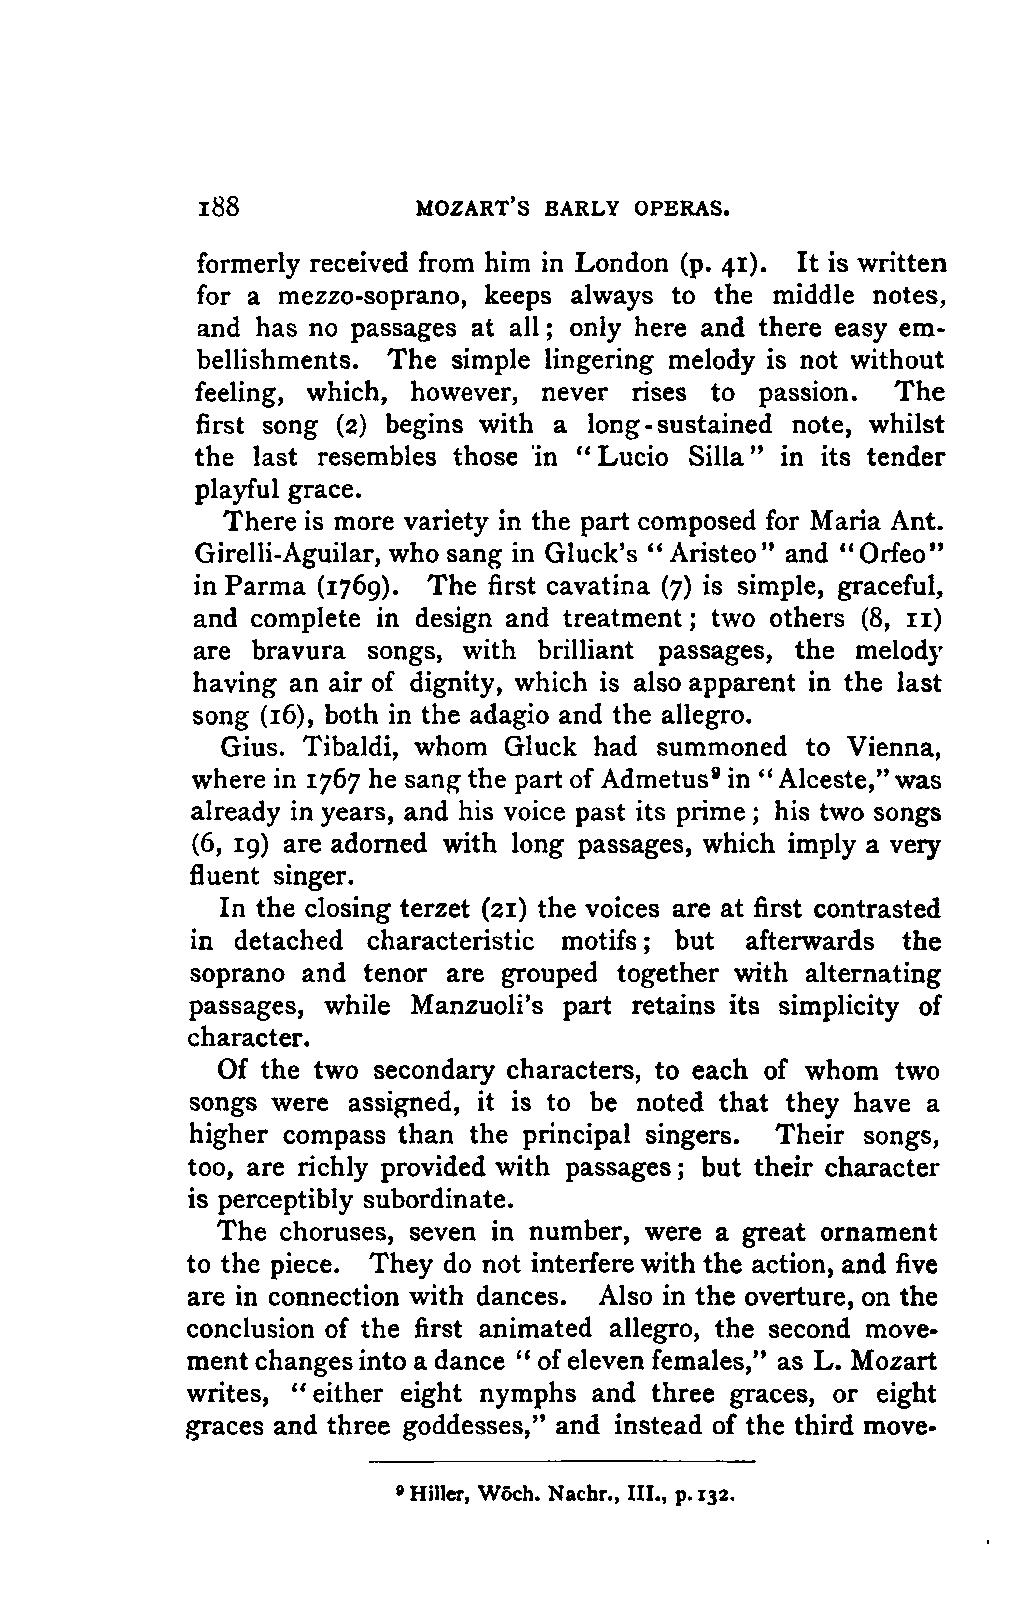 188 MOZART'S EARLY OPERAS.
formerly received from him in London (p. 41). It is written
for a mezzo-soprano, keeps always to the middle notes,
and has no passages at all; only here and there easy em-
bellishments. The simple lingering melody is not without
feeling, which, however, never rises to passion. The
first song (2) begins with a long-sustained note, whilst
the last resembles those in "Lucio Silla" in its tender
playful grace.
There is more variety in the part composed for Maria Ant.
Girelli-Aguilar, who sang in Gluck's "Aristeo" and "Orfeo"
in Parma (1769). The first cavatina (7) is simple, graceful,
and complete in design and treatment; two others (8, 11)
are bravura songs, with brilliant passages, the melody
having an air of dignity, which is also apparent in the last
song (16), both in the adagio and the allegro.
Gius. Tibaldi, whom Gluck had summoned to Vienna,
where in 1767 he sang the part of Admetus⁹ in "Alceste," was
already in years, and his voice past its prime; his two songs
(6, 19) are adorned with long passages, which imply a very
fluent singer.
In the closing terzet (21) the voices are at first contrasted
in detached characteristic motifs; but afterwards the
soprano and tenor are grouped together with alternating
passages, while Manzuoli's part retains its simplicity of
character.
Of the two secondary characters, to each of whom two
songs were assigned, it is to be noted that they have a
higher compass than the principal singers. Their songs,
too, are richly provided with passages; but their character
is perceptibly subordinate.
The choruses, seven in number, were a great ornament
to the piece. They do not interfere with the action, and five
are in connection with dances. Also in the overture, on the
conclusion of the first animated allegro, the second move-
ment changes into a dance "of eleven females," as L. Mozart
writes, "either eight nymphs and three graces, or eight
graces and three goddesses," and instead of the third move-
⁹ Hiller, Wöch. Nachr., III., p. 132.